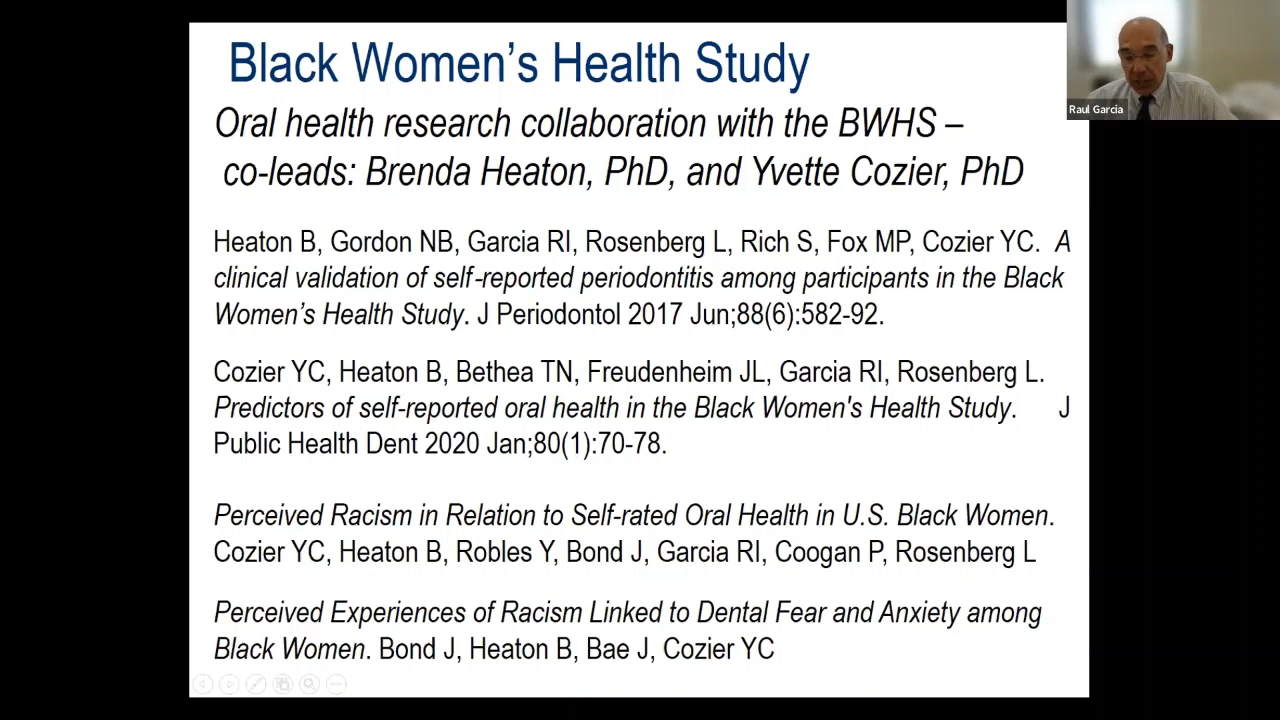 Black Women’s Health Study
Raul Garcia
Oral health research collaboration with the BWHS –
co-leads: Brenda Heaton, PhD, and Yvette Cozier, PhD
Heaton B, Gordon NB, Garcia RI, Rosenberg L, Rich S, Fox MP, Cozier YC. A
clinical validation of self-reported periodontitis among participants in the Black
Women’s Health Study. J Periodontol 2017 Jun;88(6):582-92.
Cozier YC, Heaton B, Bethea TN, Freudenheim JL, Garcia RI, Rosenberg L.
Predictors of self-reported oral health in the Black Women's Health Study. J
Public Health Dent 2020 Jan;80(1):70-78.
Perceived Racism in Relation to Self-rated Oral Health in U.S. Black Women.
Cozier YC, Heaton B, Robles Y, Bond J, Garcia RI, Coogan P, Rosenberg L
Perceived Experiences of Racism Linked to Dental Fear and Anxiety among
Black Women. Bond J, Heaton B, Bae J, Cozier YC